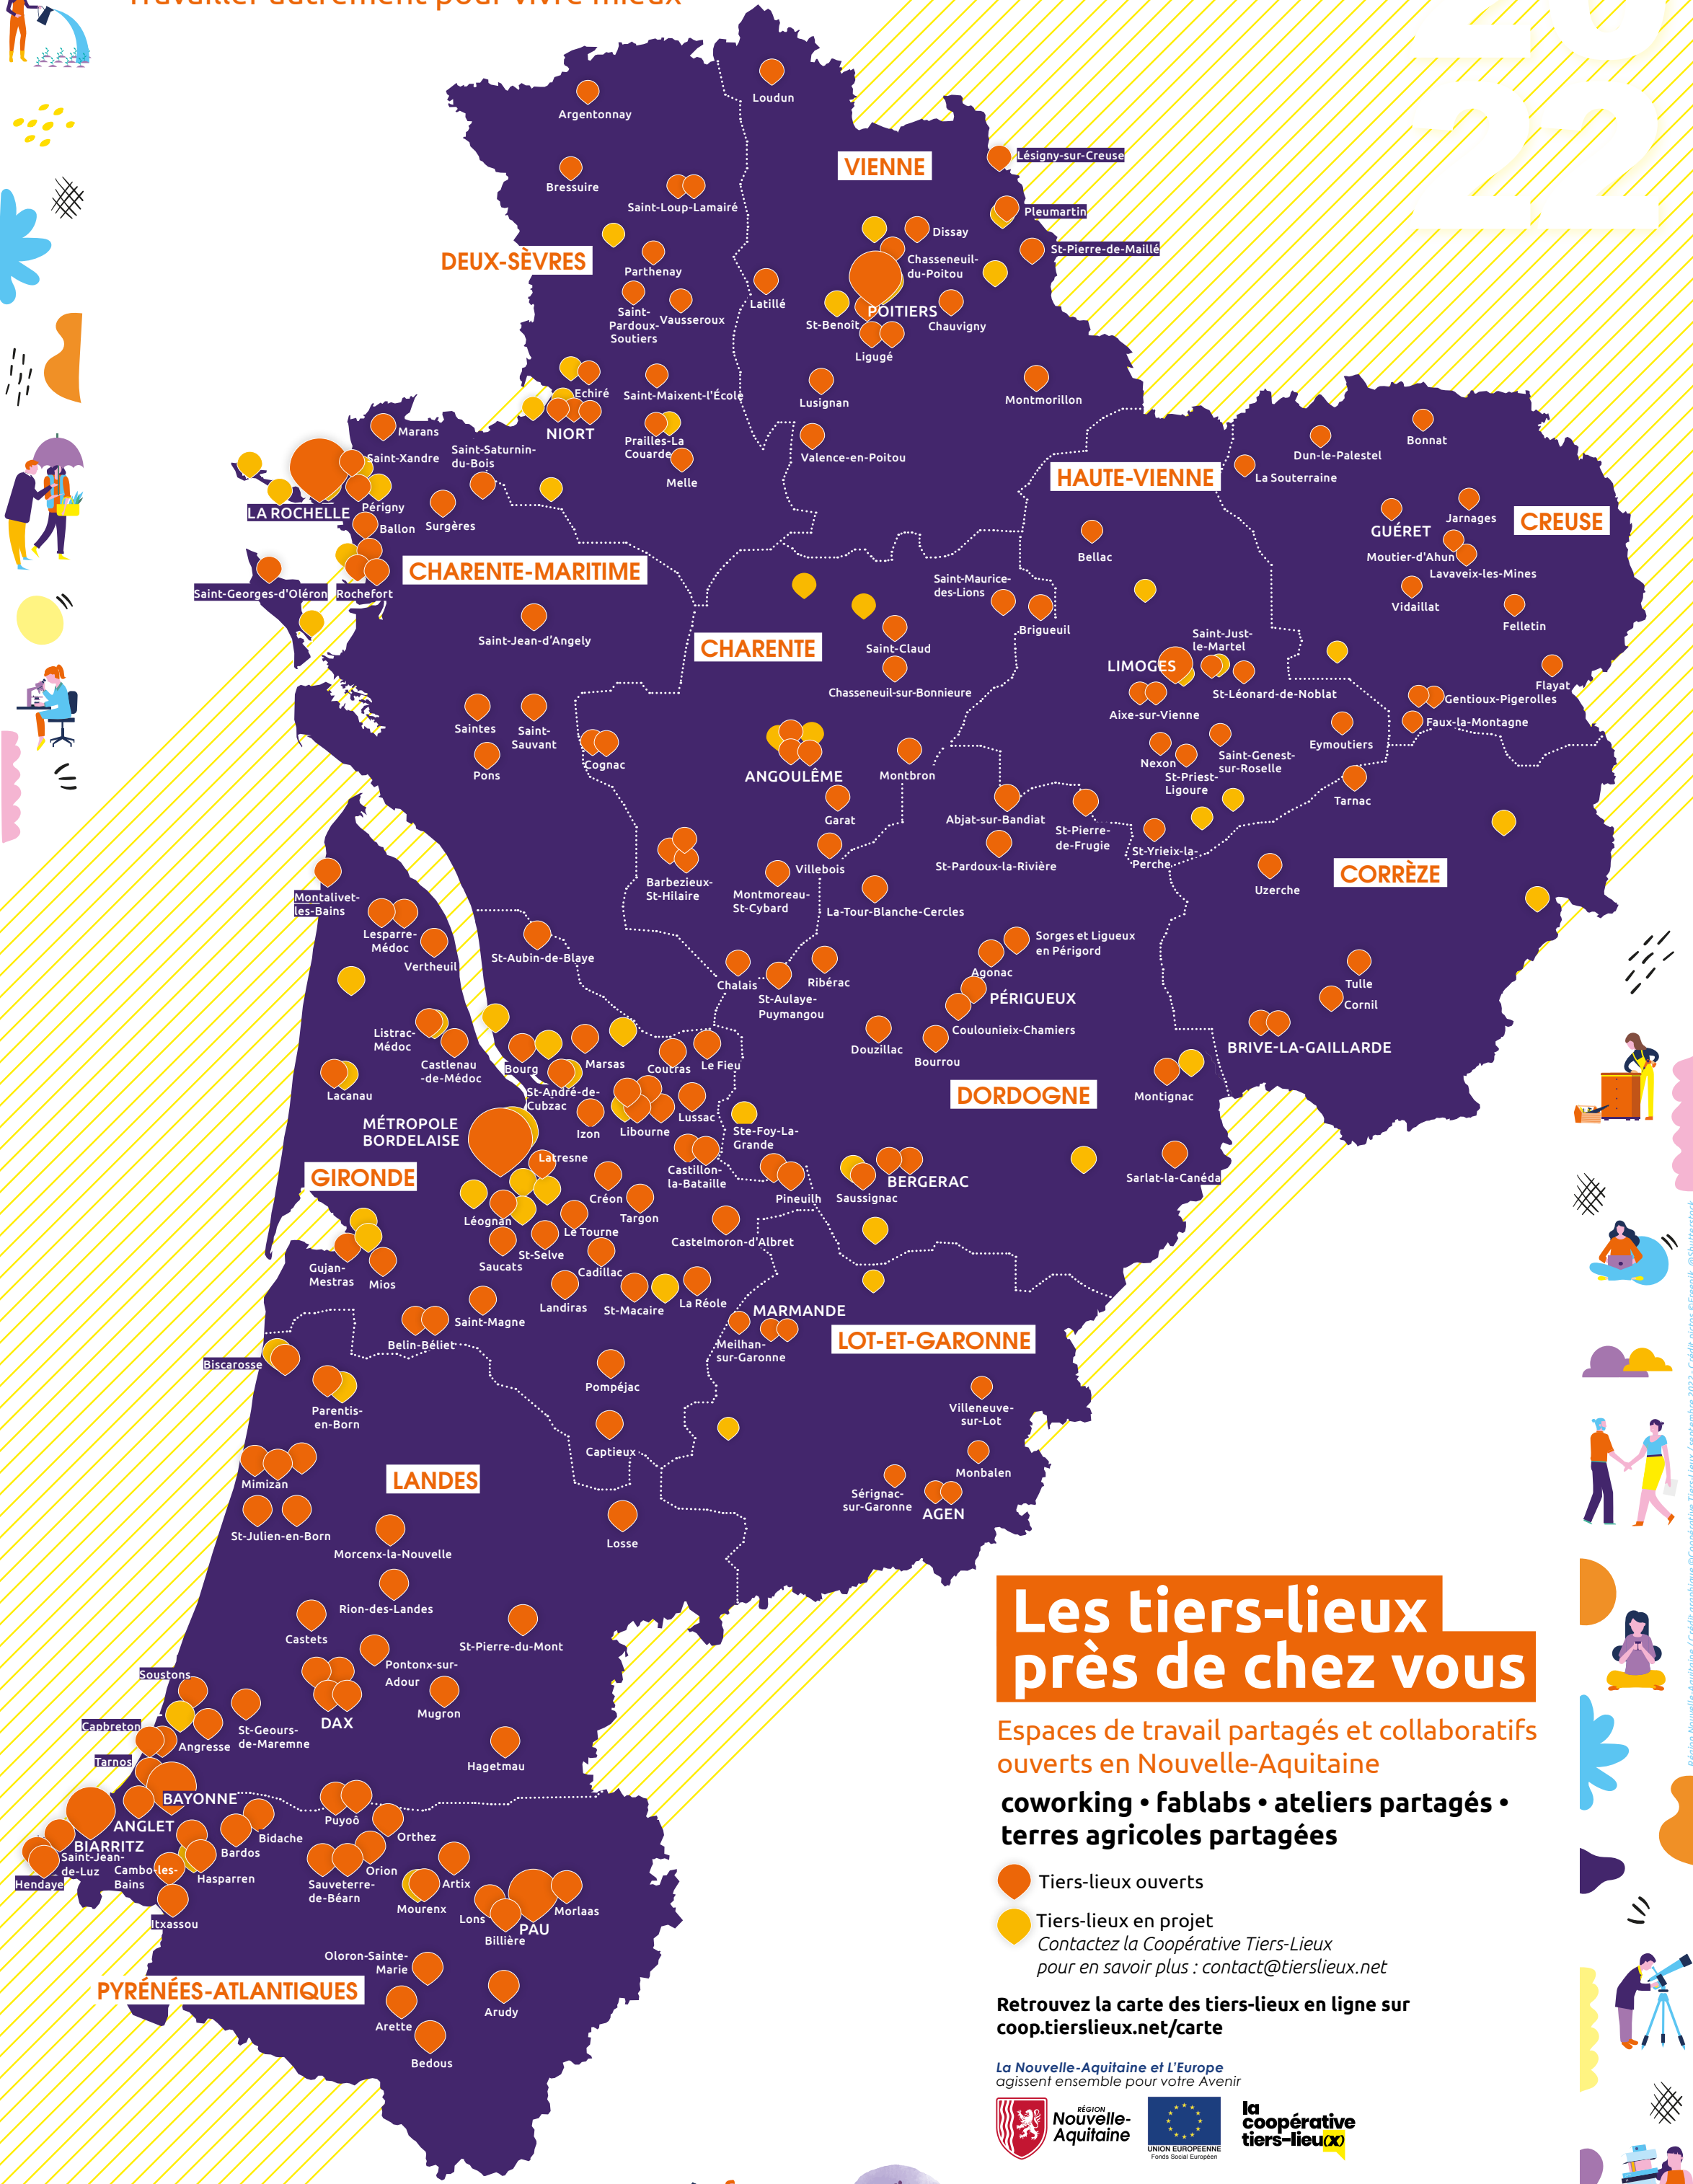 Travailler autrement pour vivre mieux
22
Loudun
Argentonnay
VIENNE
Lésigny-sur-Creuse
Bressuire
Saint-Loup-Lamairé
Pleumartin
Dissay
St-Pierre-de-Maillé
DEUX-SÈVRES
Parthenay
Chasseneuil-
du-Poitou
Latillé
Saint-
Pardoux-
Soutiers
Vausseroux
POITIERS
St-Benoît
Chauvigny
Ligugé
Echiré
Saint-Maixent-l'École
Lusignan
Montmorillon
NIORT
Marans
Prailles-La
Couarde
Saint-Xandre
Saint-Saturnin-
du-Bois
Valence-en-Poitou
Melle
Bonnat
Dun-le-Palestel
HAUTE-VIENNE
La Souterraine
LA ROCHELLE
Périgny
Ballon
Surgères
Jarnages
GUÉRET
CREUSE
Moutier-d'Ahun
Lavaveix-les-Mines
Bellac
CHARENTE-MARITIME
Saint-Georges-d'Oléron
Rochefort
Saint-Maurice-
des-Lions
Vidaillat
Felletin
Brigueuil
Saint-Jean-d’Angely
CHARENTE
Saint-Claud
Saint-Just-
le-Martel
LIMOGES
Chasseneuil-sur-Bonnieure
St-Léonard-de-Noblat
Flayat
Gentioux-Pigerolles
Aixe-sur-Vienne
Faux-la-Montagne
Saintes
Saint-
Sauvant
Eymoutiers
Cognac
Pons
ANGOULÊME
Montbron
Nexon
Saint-Genest-
sur-Roselle
St-Priest-
Ligoure
Tarnac
Garat
Abjat-sur-Bandiat
St-Pierre-
de-Frugie
St-Yrieix-la-
Perche
St-Pardoux-la-Rivière
Villebois
CORRÈZE
Uzerche
Barbezieux-
St-Hilaire
Montmoreau-
St-Cybard
La-Tour-Blanche-Cercles
Montalivet-
les-Bains
Lesparre-
Médoc
Vertheuil
St-Aubin-de-Blaye
Sorges et Ligueux
en Périgord
Agonac
Chalais
Ribérac
St-Aulaye-
Puymangou
PÉRIGUEUX
Tulle
Cornil
Coulounieix-Chamiers
Listrac-
Médoc
Castlenau
-de-Médoc
Bourg
Marsas
Coutras
Le Fieu
Douzillac
Bourrou
BRIVE-LA-GAILLARDE
Lacanau
St-André-de-
Cubzac
DORDOGNE
Montignac
MÉTROPOLE
BORDELAISE
Izon
Libourne
Lussac
Ste-Foy-La-
Grande
Latresne
GIRONDE
Castillon-
la-Bataille
Sarlat-la-Canéda
Créon
Pineuilh
Saussignac
BERGERAC
Léognan
Targon
Le Tourne
Castelmoron-d'Albret
St-Selve
Saucats
Gujan-
Mestras
Mios
Cadillac
Landiras
St-Macaire
La Réole
Saint-Magne
MARMANDE
Belin-Béliet
Meilhan-
sur-Garonne
LOT-ET-GARONNE
Biscarosse
Pompéjac
Parentis-
en-Born
Villeneuve-
sur-Lot
Captieux
Mimizan
LANDES
Monbalen
Sérignac-
sur-Garonne
AGEN
St-Julien-en-Born
Losse
Morcenx-la-Nouvelle
Rion-des-Landes
Castets
St-Pierre-du-Mont
Pontonx-sur-
Adour
Soustons
Mugron
DAX
St-Geours-
de-Maremne
Capbreton
Angresse
Hagetmau
Tarnos
BAYONNE
Puyoô
ANGLET
Bidache
Orthez
BIARRITZ
Bardos
Saint-Jean-
de-Luz
Cambo-les-
Bains
Hasparren
Orion
Hendaye
Sauveterre-
de-Béarn
Artix
Mourenx
Lons
Morlaas
Itxassou
PAU
Billière
Oloron-Sainte-
Marie
PYRÉNÉES-ATLANTIQUES
Arudy
Arette
Bedous
Les tiers-lieux
près de chez vous
Espaces de travail partagés et collaboratifs
ouverts en Nouvelle-Aquitaine
coworking • fablabs • ateliers partagés •
terres agricoles partagées
Tiers-lieux ouverts
Tiers-lieux en projet
Contactez la Coopérative Tiers-Lieux
pour en savoir plus : contact@tierslieux.net
Retrouvez la carte des tiers-lieux en ligne sur
coop.tierslieux.net/carte
La Nouvelle-Aquitaine et L'Europe
agissent ensemble pour votre Avenir
RÉGION
Nouvelle-
Aquitaine
UNION EUROPEENNE
Fonds Social Européen
la
coopérative
tiers-lieu(x)
Région Nouvelle-Aquitaine / Crédit graphique ©Coopérative Tiers-Lieux / septembre 2022 - Crédit pictos ©Freepik, @Shutterstock